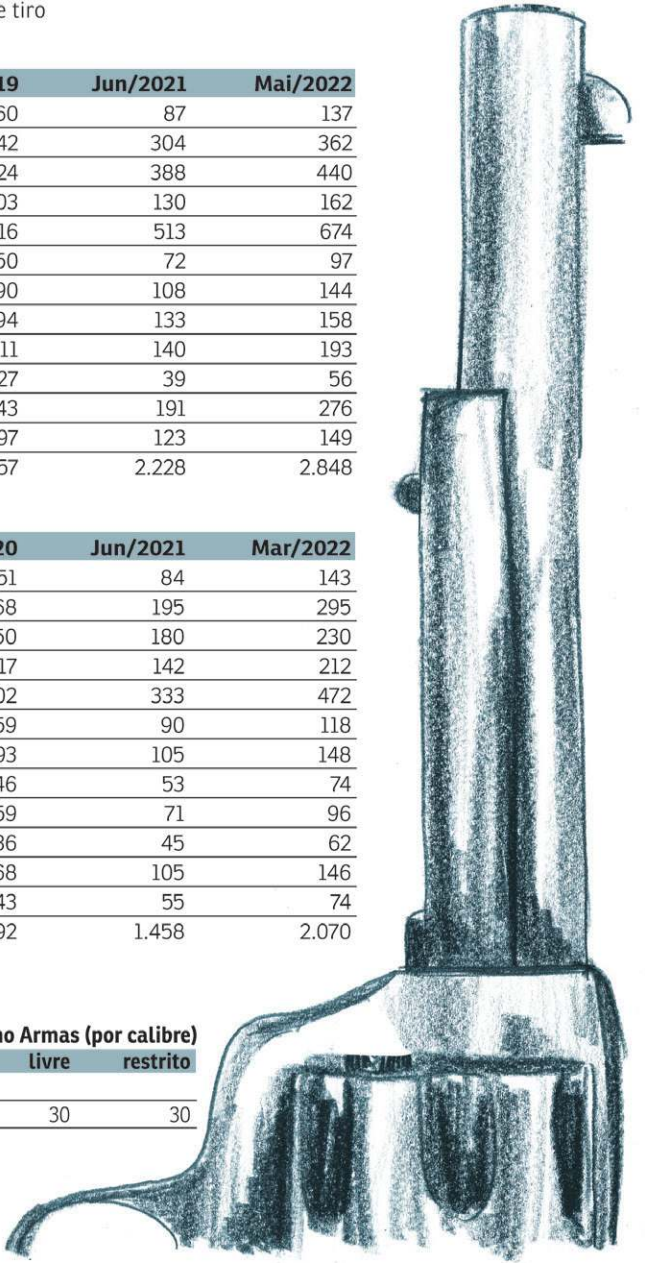 e tiro
19 Jun/2021 Mai/2022
60 87 137
42 304 362
24 388 440
03 130 162
16 513 674
50 72 97
90 108 144
94 133 158
11 140 193
27 39 56
43 191 276
97 123 149
57 2.228 2.848
20 Jun/2021 Mar/2022
51 84 143
68 195 295
50 180 230
17 142 212
02 333 472
59 90 118
93 105 148
46 53 74
59 71 96
36 45 62
68 105 146
43 55 74
92 1.458 2.070
no Armas (por calibre)
livre restrito
30 30